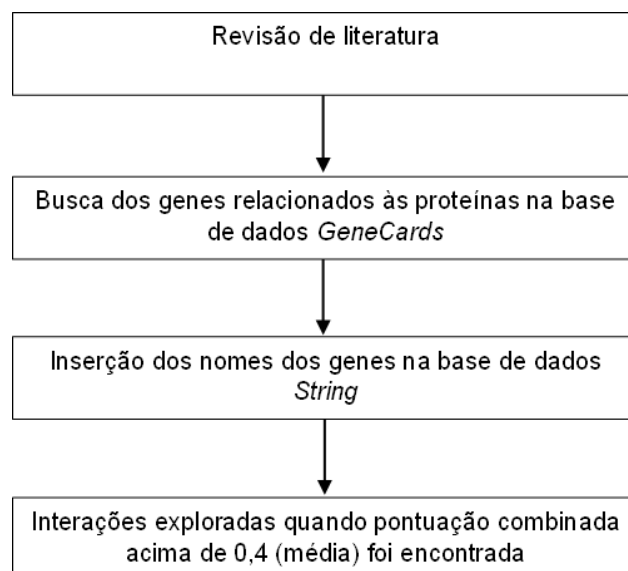 Revisão de literatura
Busca dos genes relacionados às proteínas na base
de dados GeneCards
Inserção dos nomes dos genes na base de dados
String
Interações exploradas quando pontuação combinada
acima de 0,4 (média) foi encontrada